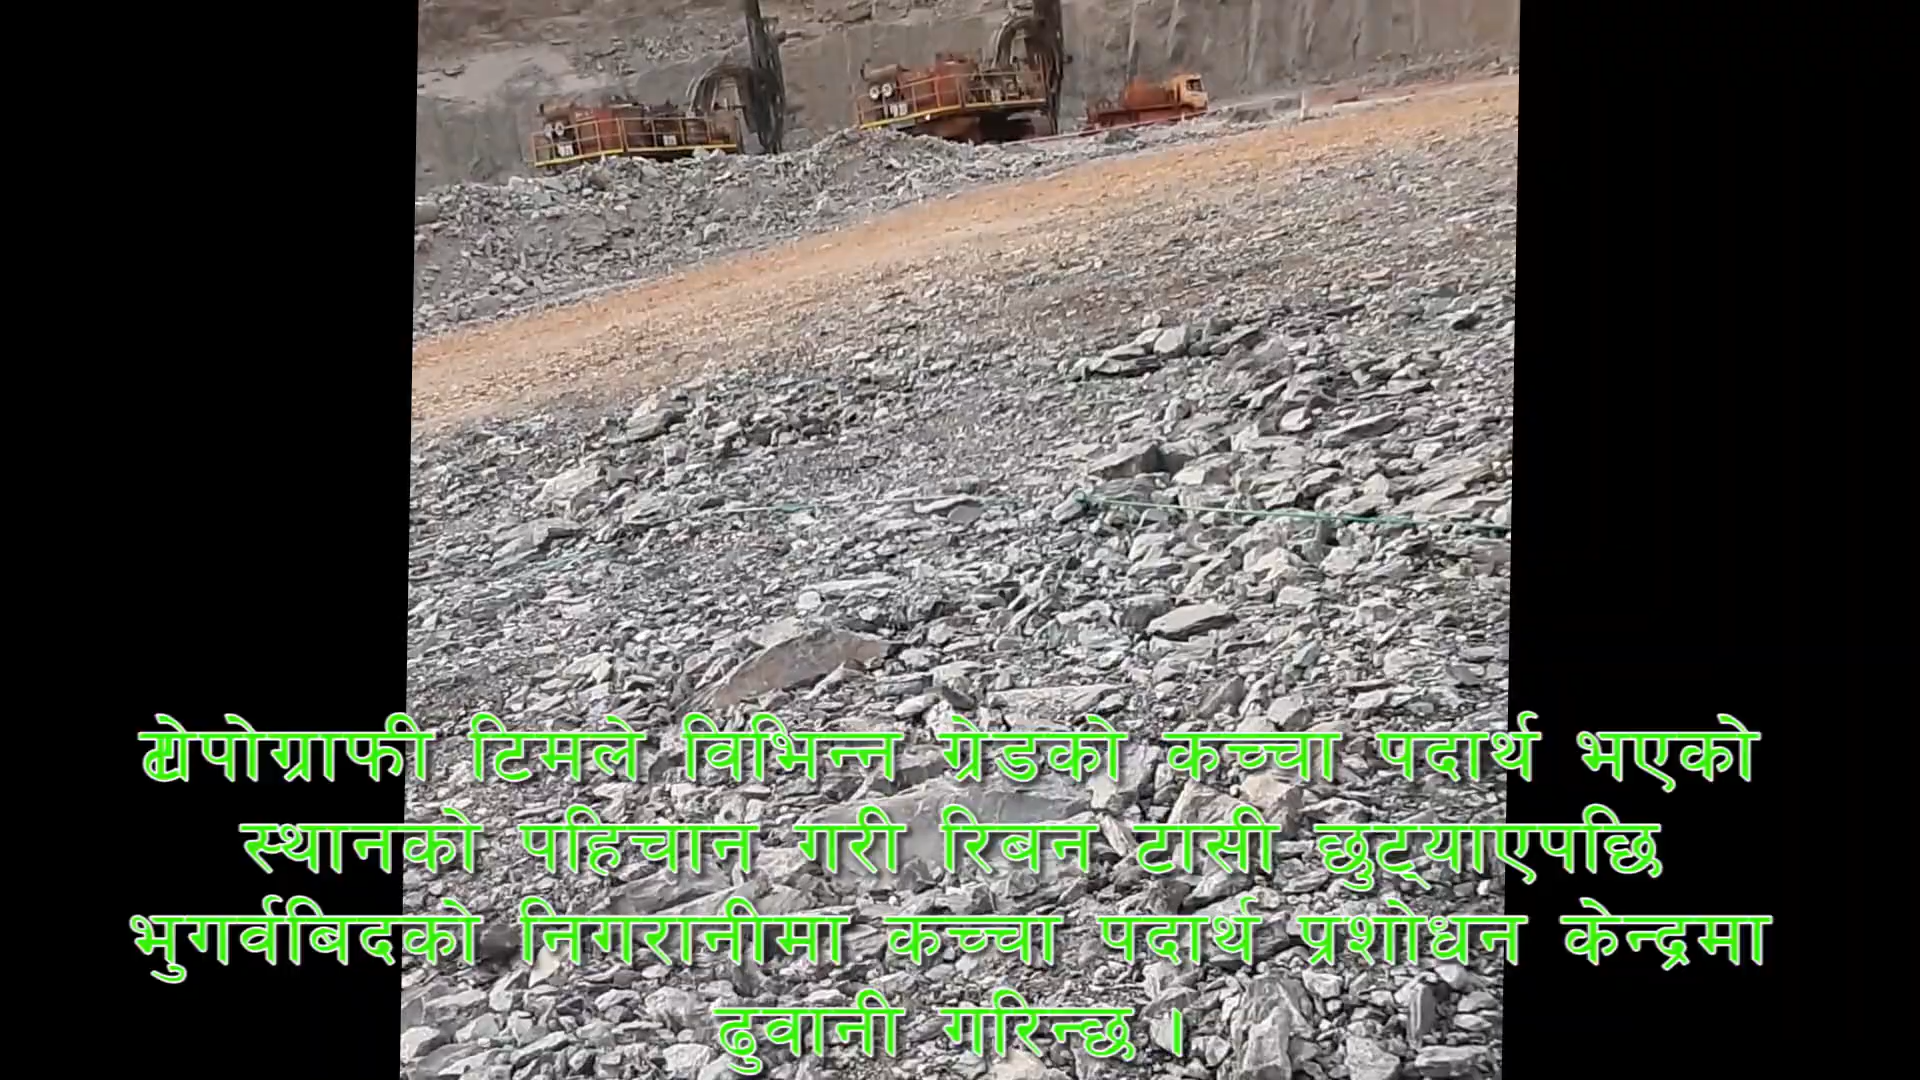 टोपोग्राफी टिमले विभिन्न ग्रेडको कच्चा पदार्थ भएको
स्थानको पहिचान गरी रिबन टासी छुट्याएपछि
भुगर्वबिदको निगरानीमा कच्चा पदार्थ प्रशोधन केन्द्रमा
ढुवानी गरिन्छ ।